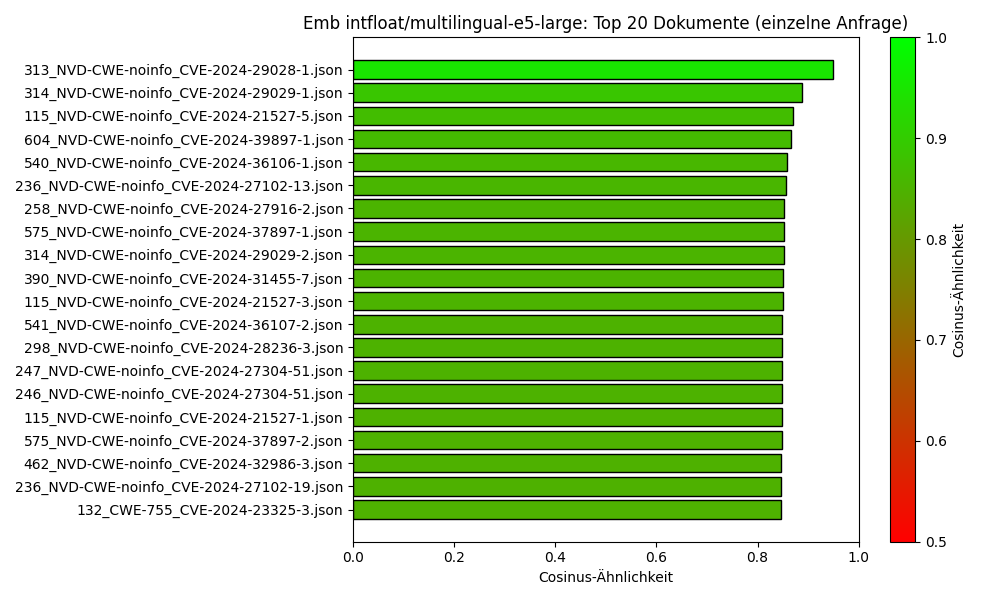 Emb intfloat/multilingual-e5-large: Top 20 Dokumente (einzelne Anfrage)
313_NVD-CWE-noinfo_CVE-2024-29028-1.json
314_NVD-CWE-noinfo_CVE-2024-29029-1.json
115_NVD-CWE-noinfo_CVE-2024-21527-5.json
604_NVD-CWE-noinfo_CVE-2024-39897-1.json
540_NVD-CWE-noinfo_CVE-2024-36106-1.json
236_NVD-CWE-noinfo_CVE-2024-27102-13.json
258_NVD-CWE-noinfo_CVE-2024-27916-2.json
575_NVD-CWE-noinfo_CVE-2024-37897-1.json
314_NVD-CWE-noinfo_CVE-2024-29029-2.json
390_NVD-CWE-noinfo_CVE-2024-31455-7.json
115_NVD-CWE-noinfo_CVE-2024-21527-3.json
541_NVD-CWE-noinfo_CVE-2024-36107-2.json
298_NVD-CWE-noinfo_CVE-2024-28236-3.json
247_NVD-CWE-noinfo_CVE-2024-27304-51.json
246_NVD-CWE-noinfo_CVE-2024-27304-51.json
115_NVD-CWE-noinfo_CVE-2024-21527-1.json
575_NVD-CWE-noinfo_CVE-2024-37897-2.json
462_NVD-CWE-noinfo_CVE-2024-32986-3.json
236_NVD-CWE-noinfo_CVE-2024-27102-19.json
132_CWE-755_CVE-2024-23325-3.json
0.0 0.2 0.4 0.6 0.8 1.0
Cosinus-Ähnlichkeit
1.0
0.9
0.8
0.7
0.6
0.5
Cosinus-Ähnlichkeit